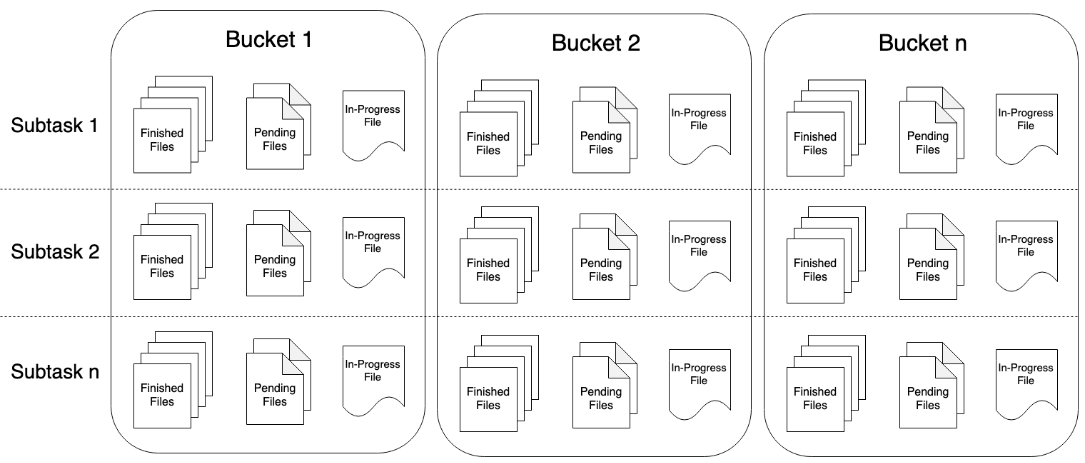 Bucket 1
Bucket 2
Bucket n
Subtask 1
Finished
Files
Pending
Files
In-Progress
File
Finished
Files
Pending
Files
In-Progress
File
Finished
Files
Pending
Files
In-Progress
File
Subtask 2
Finished
Files
Pending
Files
In-Progress
File
Finished
Files
Pending
Files
In-Progress
File
Finished
Files
Pending
Files
In-Progress
File
Subtask n
Finished
Files
Pending
Files
In-Progress
File
Finished
Files
Pending
Files
In-Progress
File
Finished
Files
Pending
Files
In-Progress
File